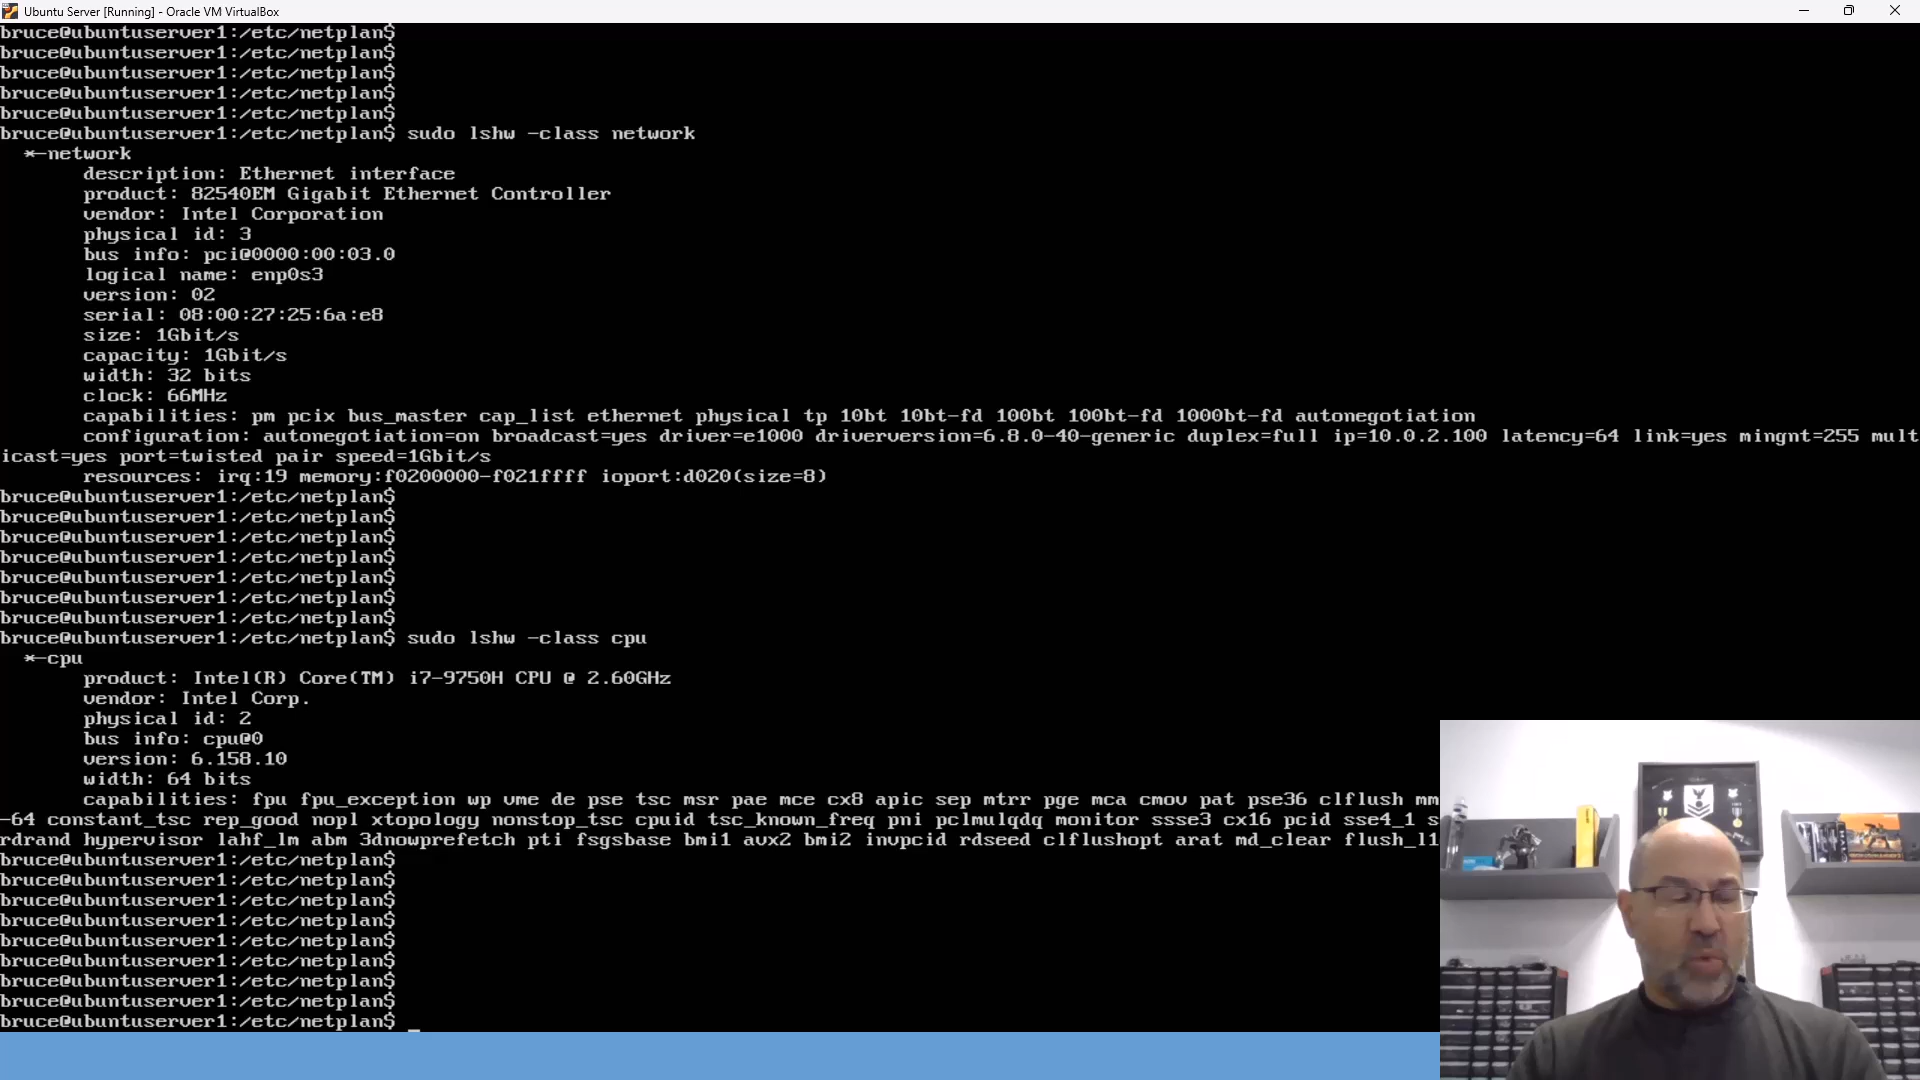 Ubuntu Server [Running] - Oracle VM VirtualBox
bruce@ubuntuserver1:/etc/netplan$
bruce@ubuntuserver1:/etc/netplan$
bruce@ubuntuserver1:/etc/netplan$
bruce@ubuntuserver1:/etc/netplan$
bruce@ubuntuserver1:/etc/netplan$
bruce@ubuntuserver1:/etc/netplan$ sudo lshw -class network
*-network
description: Ethernet interface
product: 82540EM Gigabit Ethernet Controller
vendor: Intel Corporation
physical id: 3
bus info: pci@0000:00:03.0
logical name: enp0s3
version: 02
serial: 08:00:27:25:6a:e8
size: 1Gbit/s
capacity: 1Gbit/s
width: 32 bits
clock: 66MHz
capabilities: pm pcix bus_master cap_list ethernet physical tp 10bt 10bt-fd 100bt 100bt-fd 1000bt-fd autonegotiation
configuration: autonegotiation=on broadcast=yes driver=e1000 driverversion=6.8.0-40-generic duplex=full ip=10.0.2.100 latency=64 link=yes mingnt=255 mult
icast=yes port=twisted pair speed=1Gbit/s
resources: irq:19 memory:f0200000-f021ffff ioport:d020(size=8)
bruce@ubuntuserver1:/etc/netplan$
bruce@ubuntuserver1:/etc/netplan$
bruce@ubuntuserver1:/etc/netplan$
bruce@ubuntuserver1:/etc/netplan$
bruce@ubuntuserver1:/etc/netplan$
bruce@ubuntuserver1:/etc/netplan$
bruce@ubuntuserver1:/etc/netplan$
bruce@ubuntuserver1:/etc/netplan$ sudo lshw -class cpu
*-cpu
product: Intel(R) Core(TM) i7-9750H CPU @ 2.60GHz
vendor: Intel Corp.
physical id: 2
bus info: cpu@0
version: 6.158.10
width: 64 bits
capabilities: fpu fpu_exception wp vme de pse tsc msr pae mce cx8 apic sep mtrr pge mca cmov pat pse36 clflush mm
-64 constant_tsc rep_good nopl xtopology nonstop_tsc cpuid tsc_known_freq pni pclmulqdq monitor ssse3 cx16 pcid sse4_1 s
rdrand hypervisor lahf_lm abm 3dnowprefetch pti fsgsbase bmi1 avx2 bmi2 invpcid rdseed clflushopt arat md_clear flush_l1
bruce@ubuntuserver1:/etc/netplan$
bruce@ubuntuserver1:/etc/netplan$
bruce@ubuntuserver1:/etc/netplan$
bruce@ubuntuserver1:/etc/netplan$
bruce@ubuntuserver1:/etc/netplan$
bruce@ubuntuserver1:/etc/netplan$
bruce@ubuntuserver1:/etc/netplan$
bruce@ubuntuserver1:/etc/netplan$
bruce@ubuntuserver1:/etc/netplan$ _